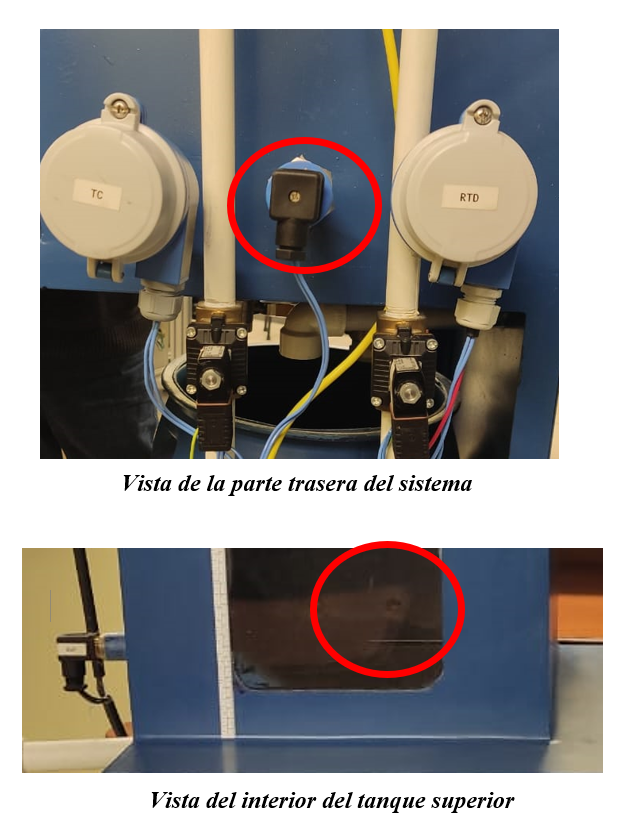 TC
RTD
Vista de la parte trasera del sistema
Vista del interior del tanque superior